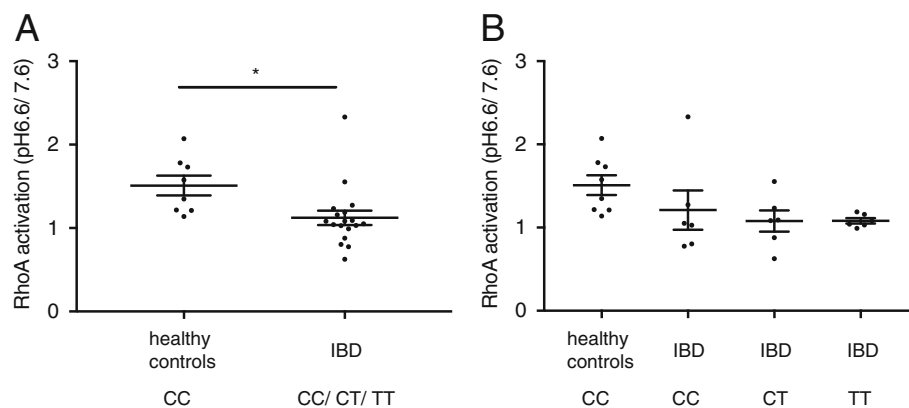 A
RhoA activation (pH6.6/ 7.6)
3
2
1
0
*
healthy
controls
IBD
CC
CC/ CT/ TT
B
RhoA activation (pH6.6/ 7.6)
3
2
1
0
healthy
controls
IBD
IBD
IBD
CC
CC
CT
TT